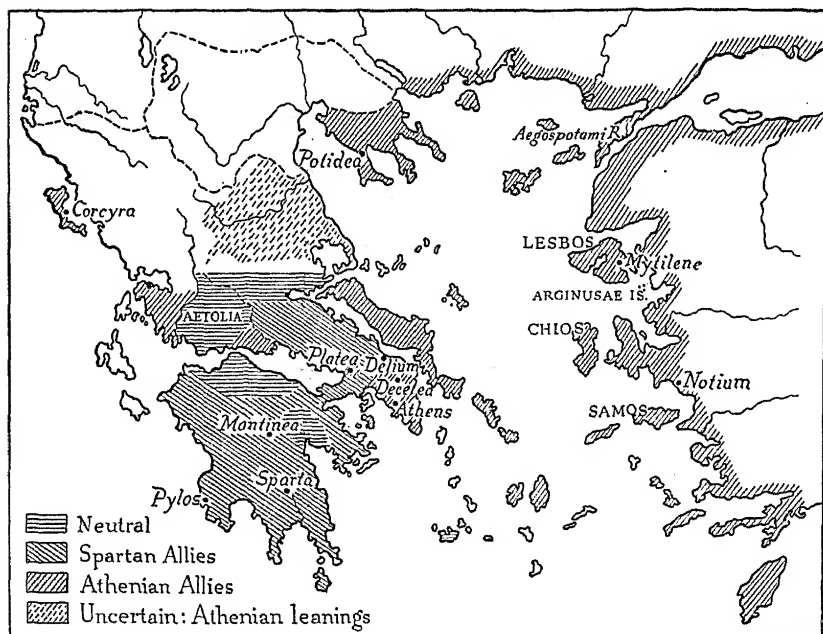 Aegospotami R.
Potidea
Corcyra
LESBOS
Mytilene
ARGINUSAE IS.
AETOLIA
CHIOS
Platea
Delium
Decelea
Notium
Athens
SAMOS
Mantinea
Sparta
Pylos
Neutral
Spartan Allies
Athenian Allies
Uncertain: Athenian leanings